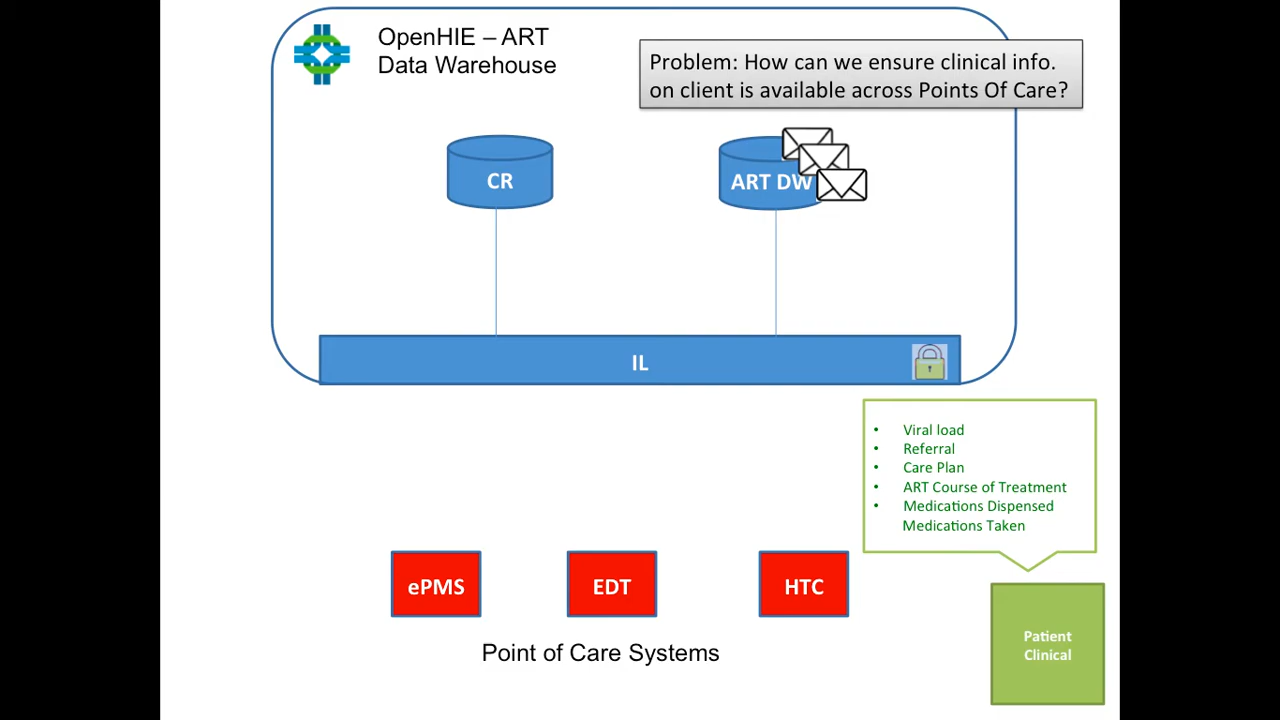 OpenHIE – ART
Data Warehouse
Problem: How can we ensure clinical info.
on client is available across Points Of Care?
CR
ART DW
IL
• Viral load
• Referral
• Care Plan
• ART Course of Treatment
• Medications Dispensed
Medications Taken
ePMS
EDT
HTC
Point of Care Systems
Patient
Clinical